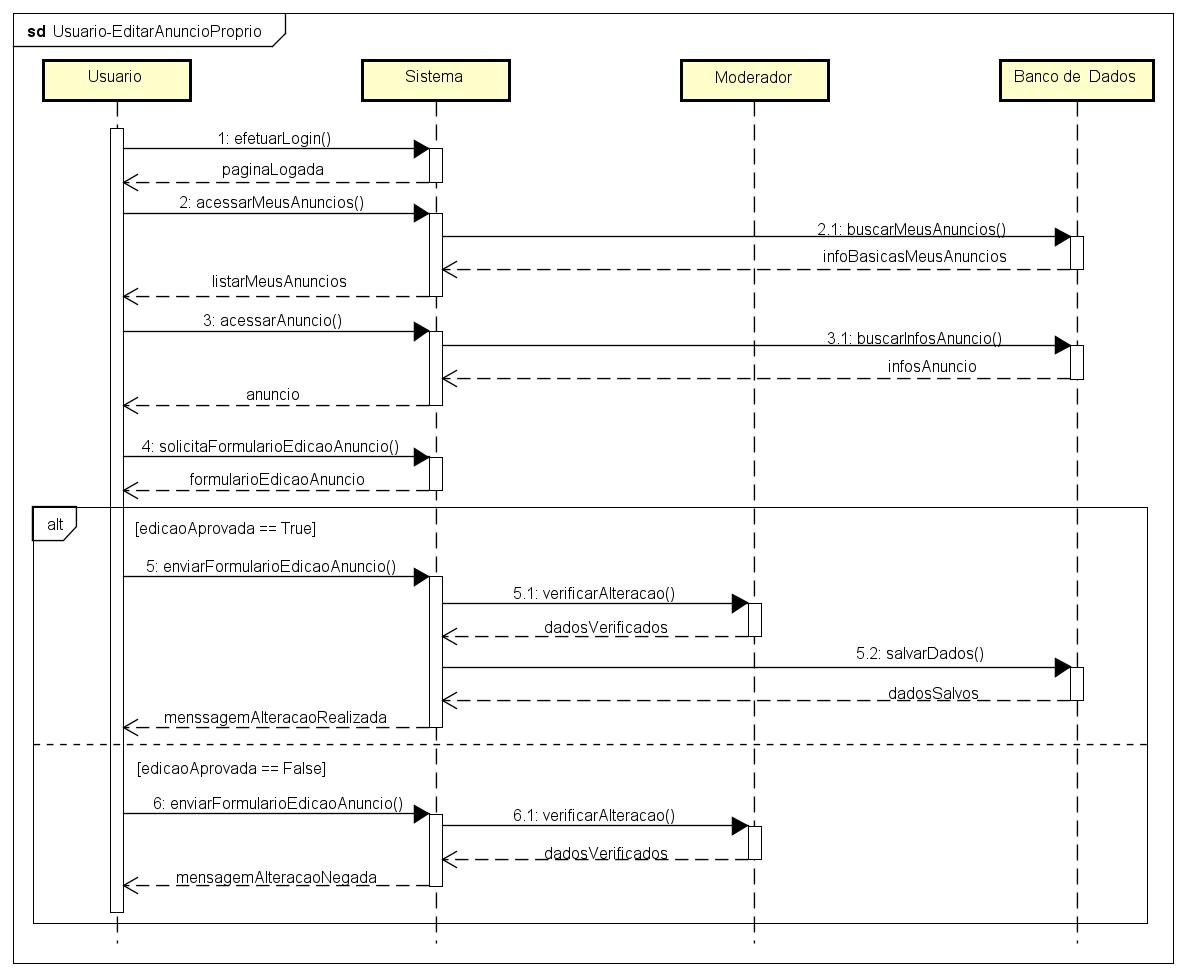 sd Usuario-EditarAnuncioProprio
Usuario
Sistema
Moderador
Banco de Dados
1: efetuarLogin()
paginaLogada
2: acessarMeusAnuncios()
2.1: buscarMeusAnuncios()
infoBasicasMeusAnuncios
listarMeusAnuncios
3: acessarAnuncio()
3.1: buscarInfosAnuncio()
infosAnuncio
anuncio
4: solicitaFormularioEdicaoAnuncio()
formularioEdicaoAnuncio
alt
[edicaoAprovada == True]
5: enviarFormularioEdicaoAnuncio()
5.1: verificarAlteracao()
dadosVerificados
5.2: salvarDados()
dadosSalvos
menssagemAlteracaoRealizada
[edicaoAprovada == False]
6: enviarFormularioEdicaoAnuncio()
6.1: verificarAlteracao()
dadosVerificados
mensagemAlteracaoNegada